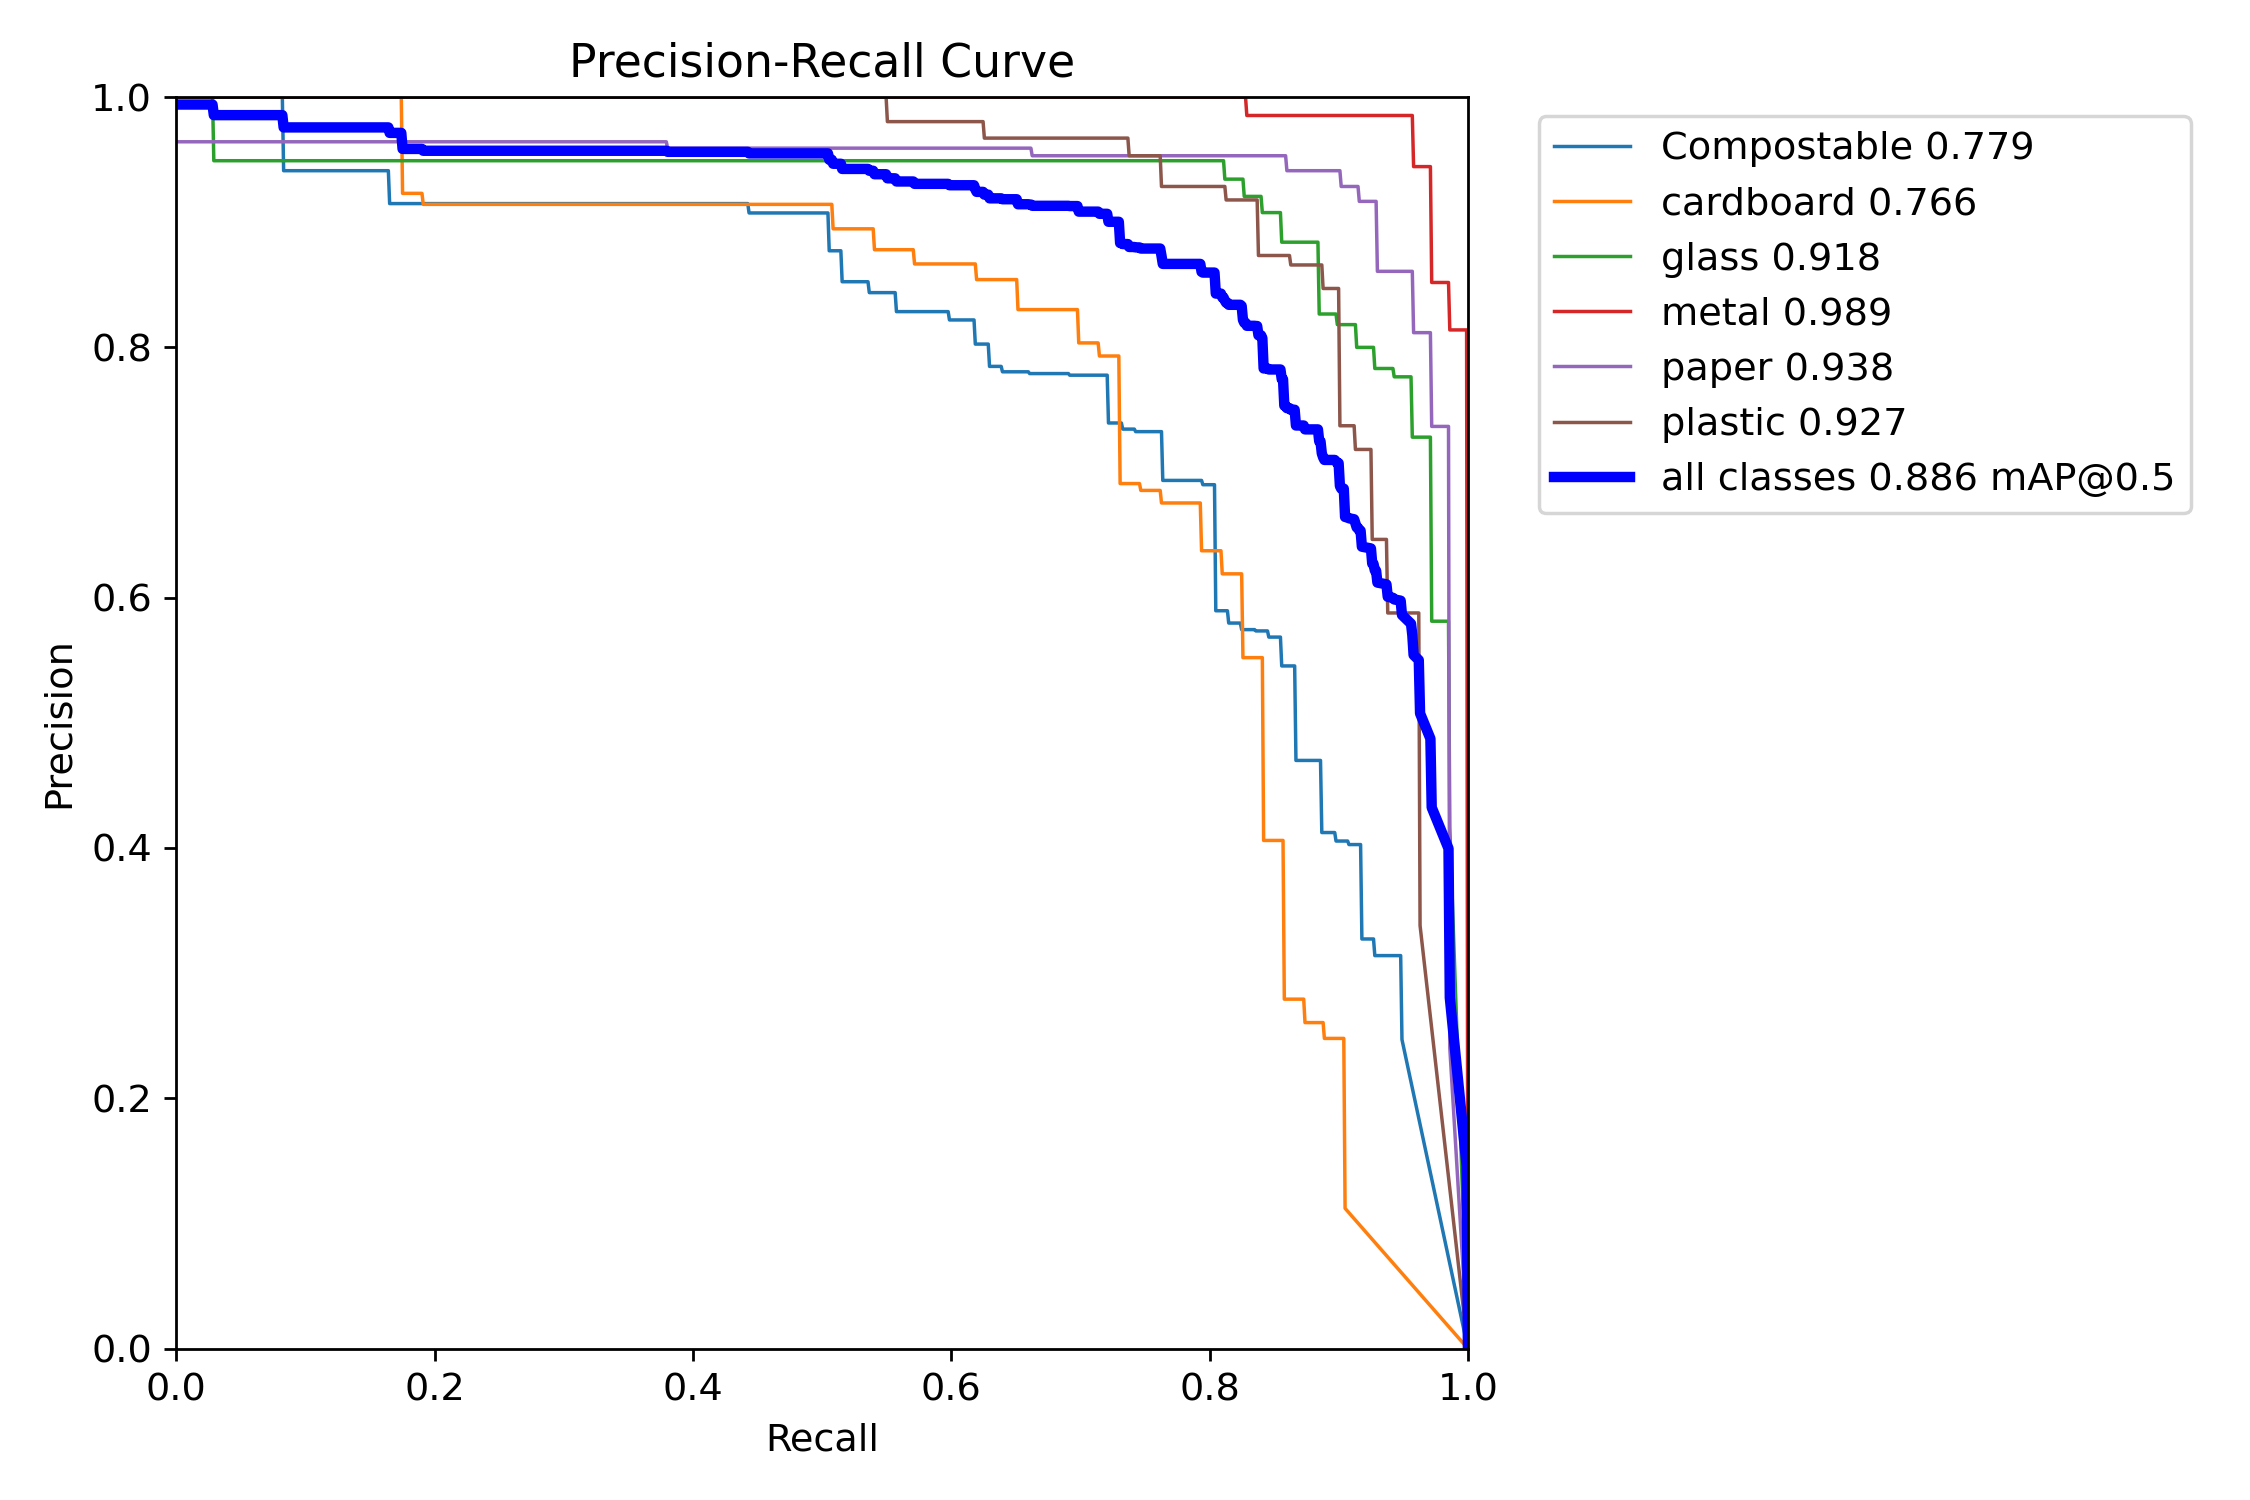 Precision-Recall Curve
1.0
0.8
0.6
0.4
0.2
0.0
Precision
0.0 0.2 0.4 0.6 0.8 1.0
Recall
Compostable 0.779
cardboard 0.766
glass 0.918
metal 0.989
paper 0.938
plastic 0.927
all classes 0.886 mAP@0.5